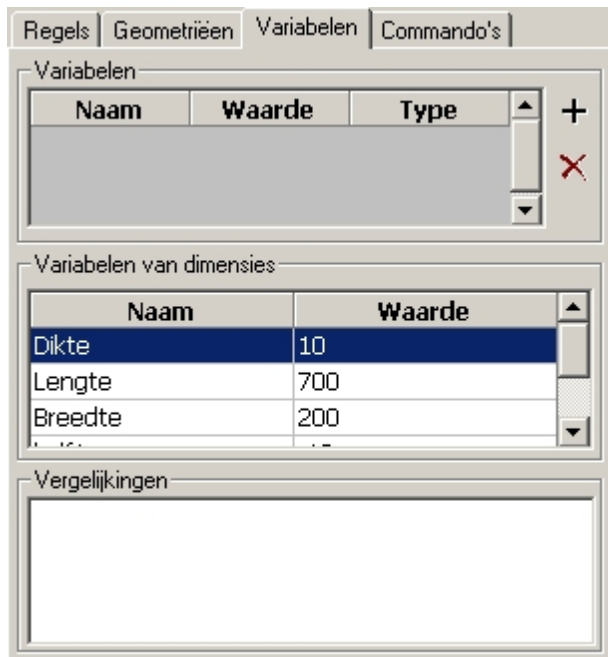 Regels Geometriëen Variabelen Commando's
Variabelen
Naam Waarde Type
Variabelen van dimensies
Naam Waarde
Dikte 10
Lengte 700
Breedte 200
Vergelijkingen